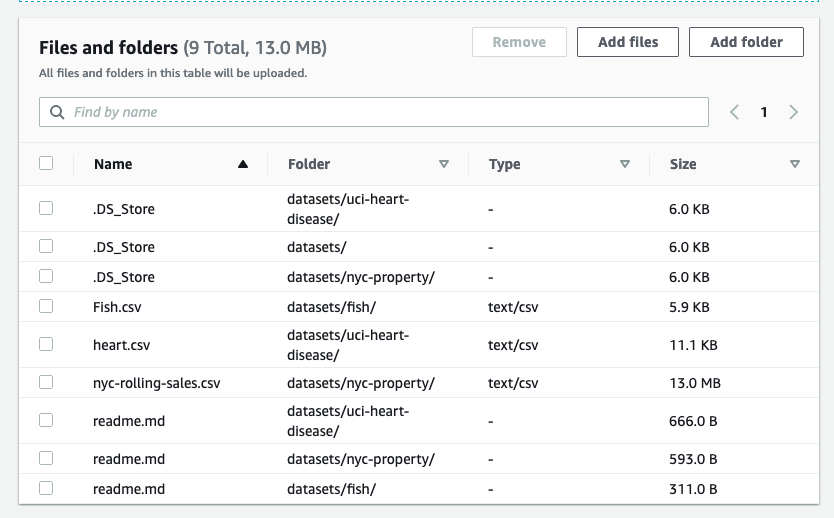 Files and folders (9 Total, 13.0 MB)
Remove
Add files
Add folder
All files and folders in this table will be uploaded.
Find by name
1
Name Folder Type Size
.DS_Store datasets/uci-heart- - 6.0 KB
disease/
.DS_Store datasets/ - 6.0 KB
.DS_Store datasets/nyc-property/ - 6.0 KB
Fish.csv datasets/fish/ text/csv 5.9 KB
heart.csv datasets/uci-heart- text/csv 11.1 KB
disease/
nyc-rolling-sales.csv datasets/nyc-property/ text/csv 13.0 MB
readme.md datasets/uci-heart- - 666.0 B
disease/
readme.md datasets/nyc-property/ - 593.0 B
readme.md datasets/fish/ - 311.0 B